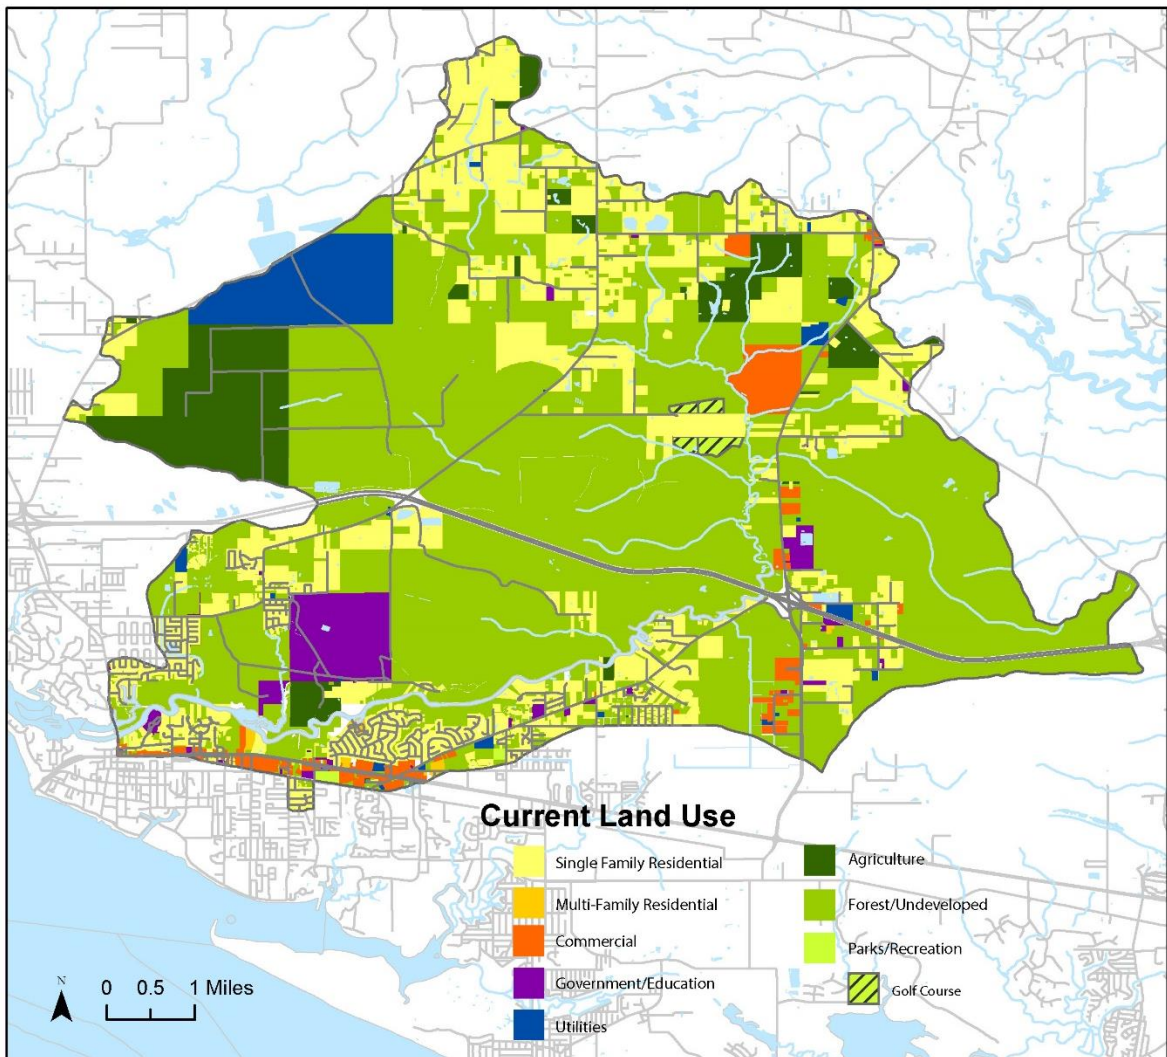 Current Land Use
Single Family Residential
Multi-Family Residential
Commercial
Government/Education
Utilities
Agriculture
Forest/Undeveloped
Parks/Recreation
Golf Course
N
0 0.5 1 Miles